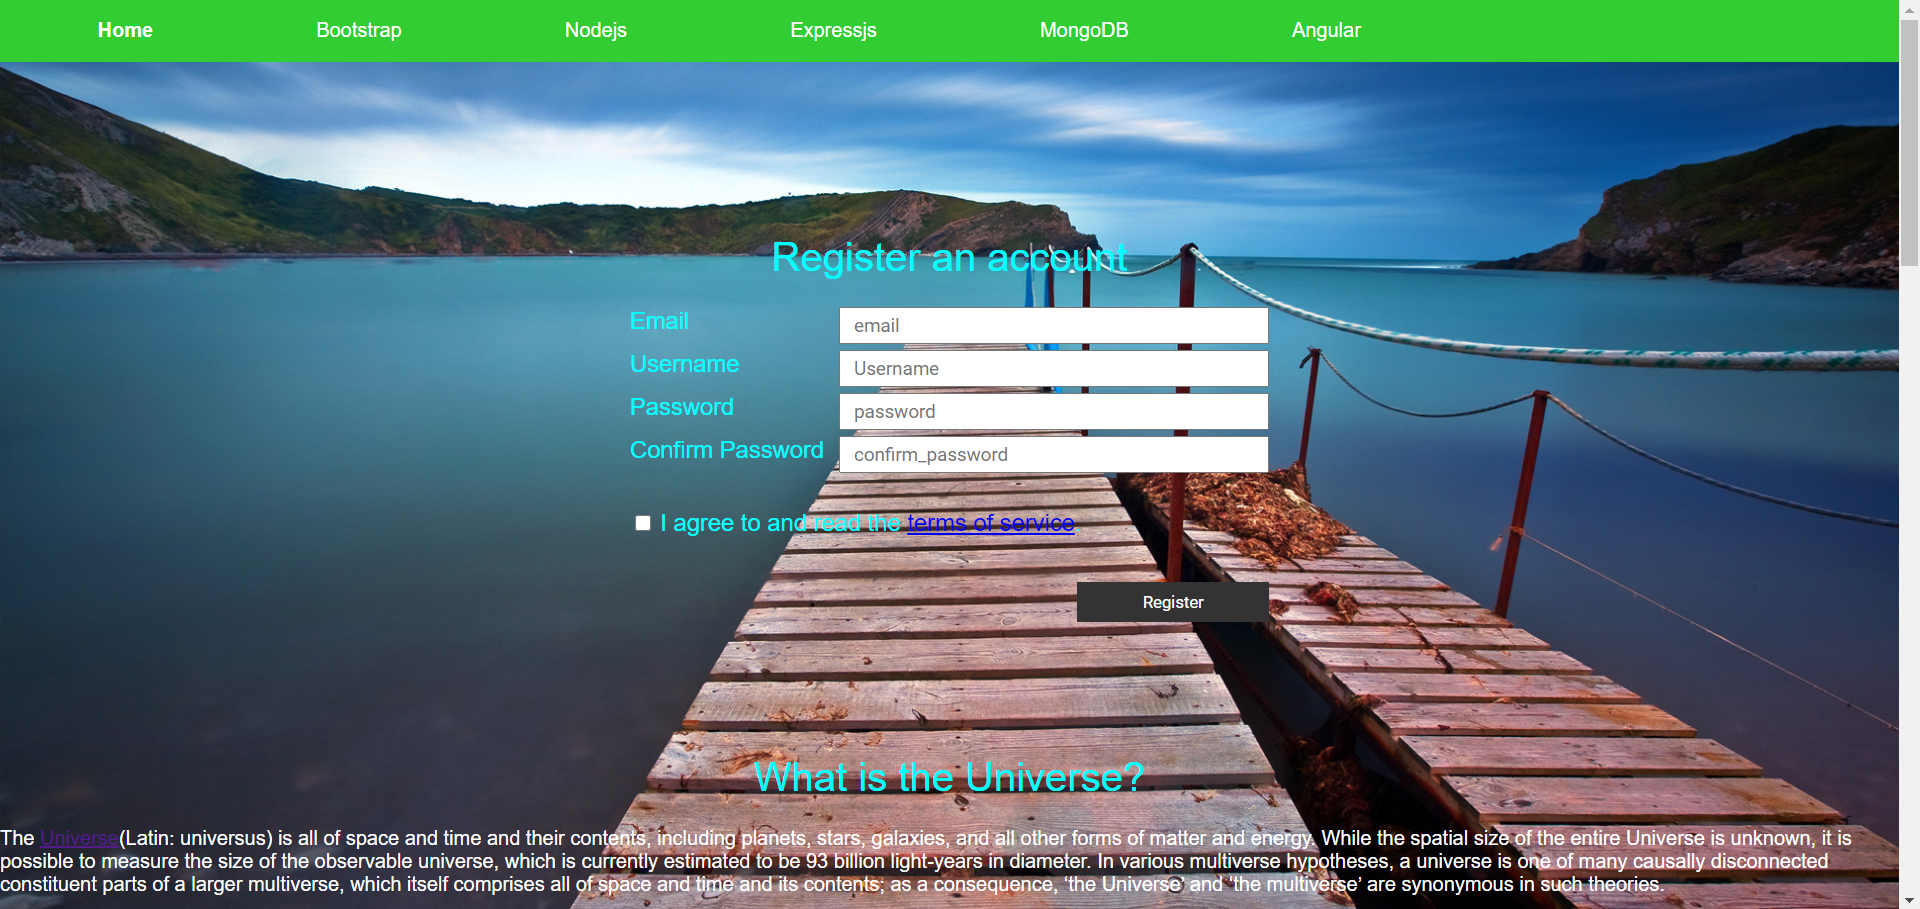 Home Bootstrap Nodejs Expressjs MongoDB Angular
Register an account
Email email
Username Username
Password password
Confirm Password confirm_password
I agree to and read the terms of service
Register
What is the Universe?
The Universe(Latin: universus) is all of space and time and their contents, including planets, stars, galaxies, and all other forms of matter and energy. While the spatial size of the entire Universe is unknown, it is
possible to measure the size of the observable universe, which is currently estimated to be 93 billion light-years in diameter. In various multiverse hypotheses, a universe is one of many causally disconnected
constituent parts of a larger multiverse, which itself comprises all of space and time and its contents; as a consequence, ‘the Universe’ and ‘the multiverse’ are synonymous in such theories.